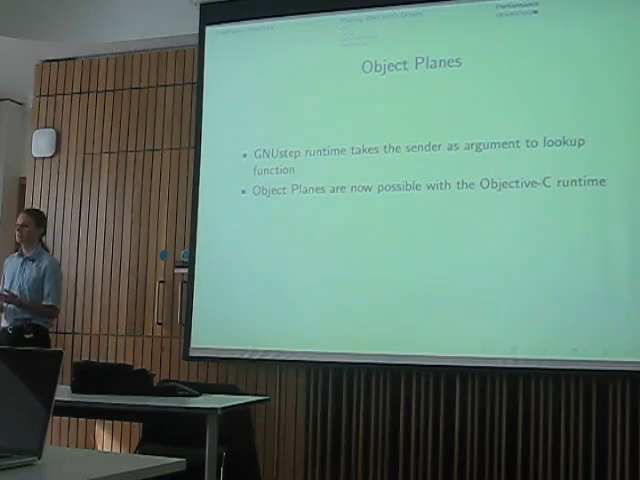 Performance
Object Planes
GNUstep runtime takes the sender as argument to lookup
function
Object Planes are now possible with the Objective-C runtime